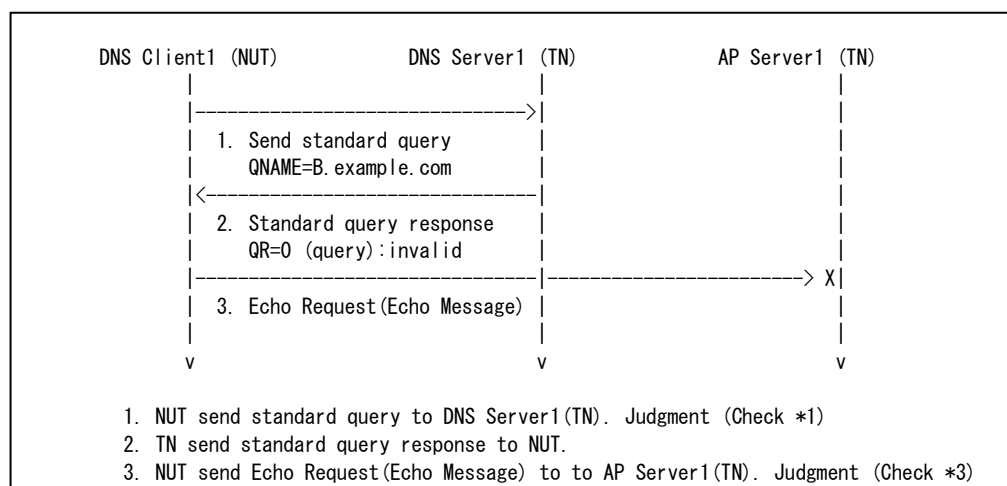 DNS Client1 (NUT) DNS Server1 (TN) AP Server1 (TN)
| | |
|------------------------------->| |
| 1. Send standard query | |
| QNAME=B.example.com | |
|<-------------------------------| |
| 2. Standard query response | |
| QR=0 (query):invalid | |
|--------------------------------|------------------------> X|
| 3. Echo Request(Echo Message) | |
| | |
v v v
1. NUT send standard query to DNS Server1(TN). Judgment (Check *1)
2. TN send standard query response to NUT.
3. NUT send Echo Request(Echo Message) to to AP Server1(TN). Judgment (Check *3)